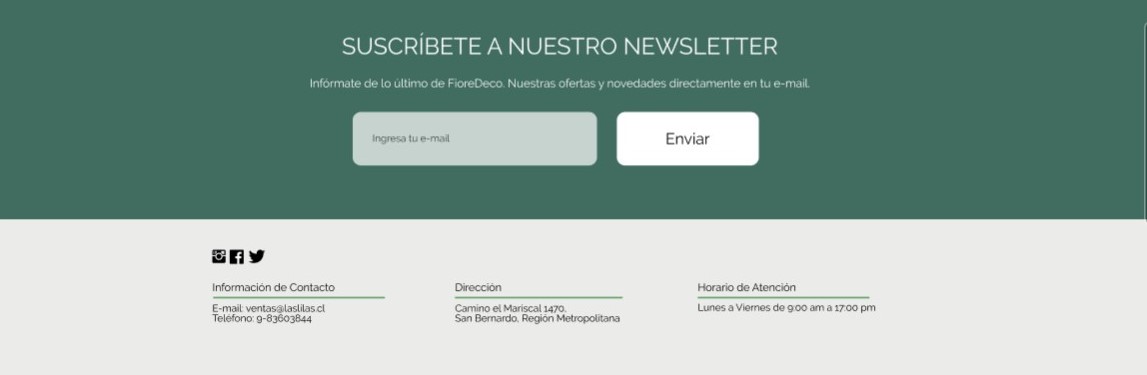 SUSCRÍBETE A NUESTRO NEWSLETTER
Infórmate de lo último de FioreDeco. Nuestras ofertas y novedades directamente en tu e-mail.
Ingresa tu e-mail
Enviar
Información de Contacto
E-mail: ventas@laslilas.cl
Teléfono: 9-83603844
Dirección
Camino el Mariscal 1470,
San Bernardo, Región Metropolitana
Horario de Atención
Lunes a Viernes de 9:00 am a 17:00 pm